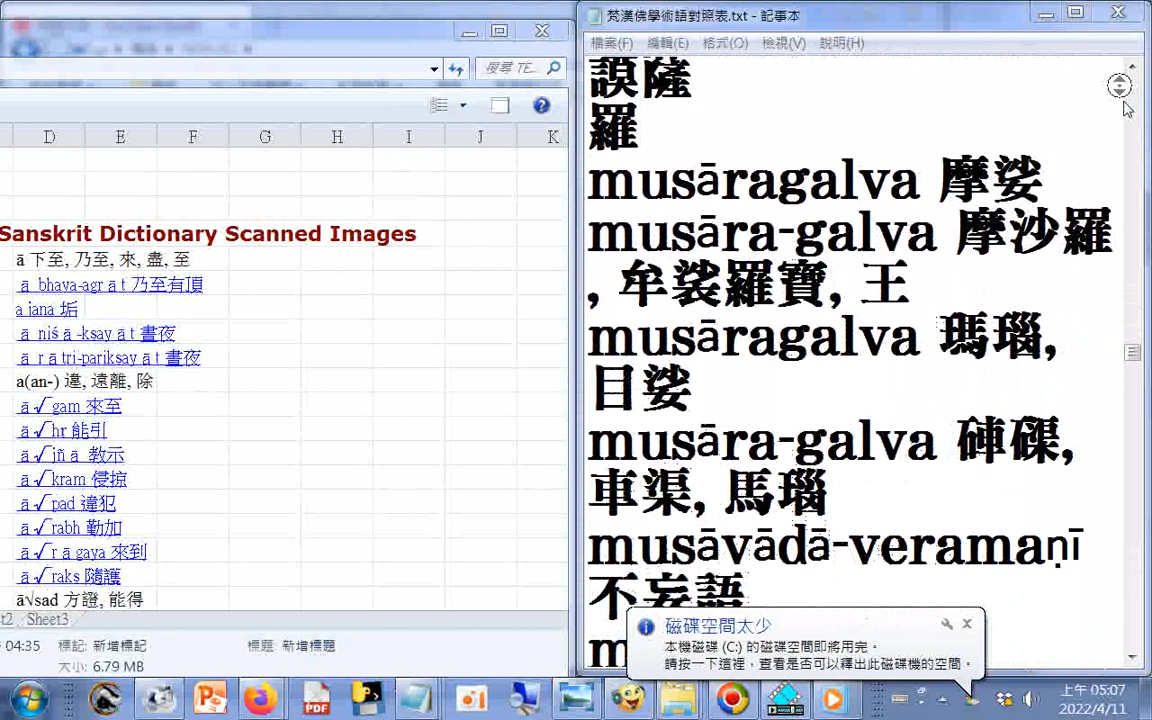 搜尋 TE...
D E F G H I J K
Sanskrit Dictionary Scanned Images
ā 下至, 乃至, 來, 盡, 至
ā bhava-agr ā t 乃至有頂
a jana 垢
ā niś ā -ksay ā t 晝夜
ā r ā tri-pariksay ā t 晝夜
a(an-) 違, 遠離, 除
ā √ gam 來至
ā √ hr 能引
ā √ jñ ā 教示
ā √ kram 侵掠
ā √ pad 違犯
ā √ rabh 勤加
ā √ r ā gaya 來到
ā √ raks 隨護
ā√sad 方證, 能得
t2 Sheet3
04:35 標記: 新增標記 標題: 新增標題
大小: 6.79 MB
梵漢佛學術語對照表.txt - 記事本
檔案(F) 編輯(E) 格式(O) 檢視(V) 說明(H)
謨薩
羅
musāragalva 摩娑
musāra-galva 摩沙羅
, 牟裟羅寶, 王
musāragalva 瑪瑙,
目娑
musāra-galva 硨磲,
車渠, 馬瑙
musāvādā-veramaṇī
不妄語
磁碟空間太少
本機磁碟 (C:) 的磁碟空間即將用完。
請按一下這裡，查看是否可以釋出此磁碟機的空間。
上午 05:07
2022/4/11